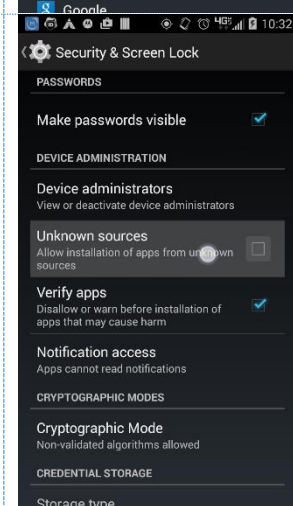 Google
4G 10:32
Security & Screen Lock
PASSWORDS
Make passwords visible
DEVICE ADMINISTRATION
Device administrators
View or deactivate device administrators
Unknown sources
Allow installation of apps from unknown
sources
Verify apps
Disallow or warn before installation of
apps that may cause harm
Notification access
Apps cannot read notifications
CRYPTOGRAPHIC MODES
Cryptographic Mode
Non-validated algorithms allowed
CREDENTIAL STORAGE
Storage type